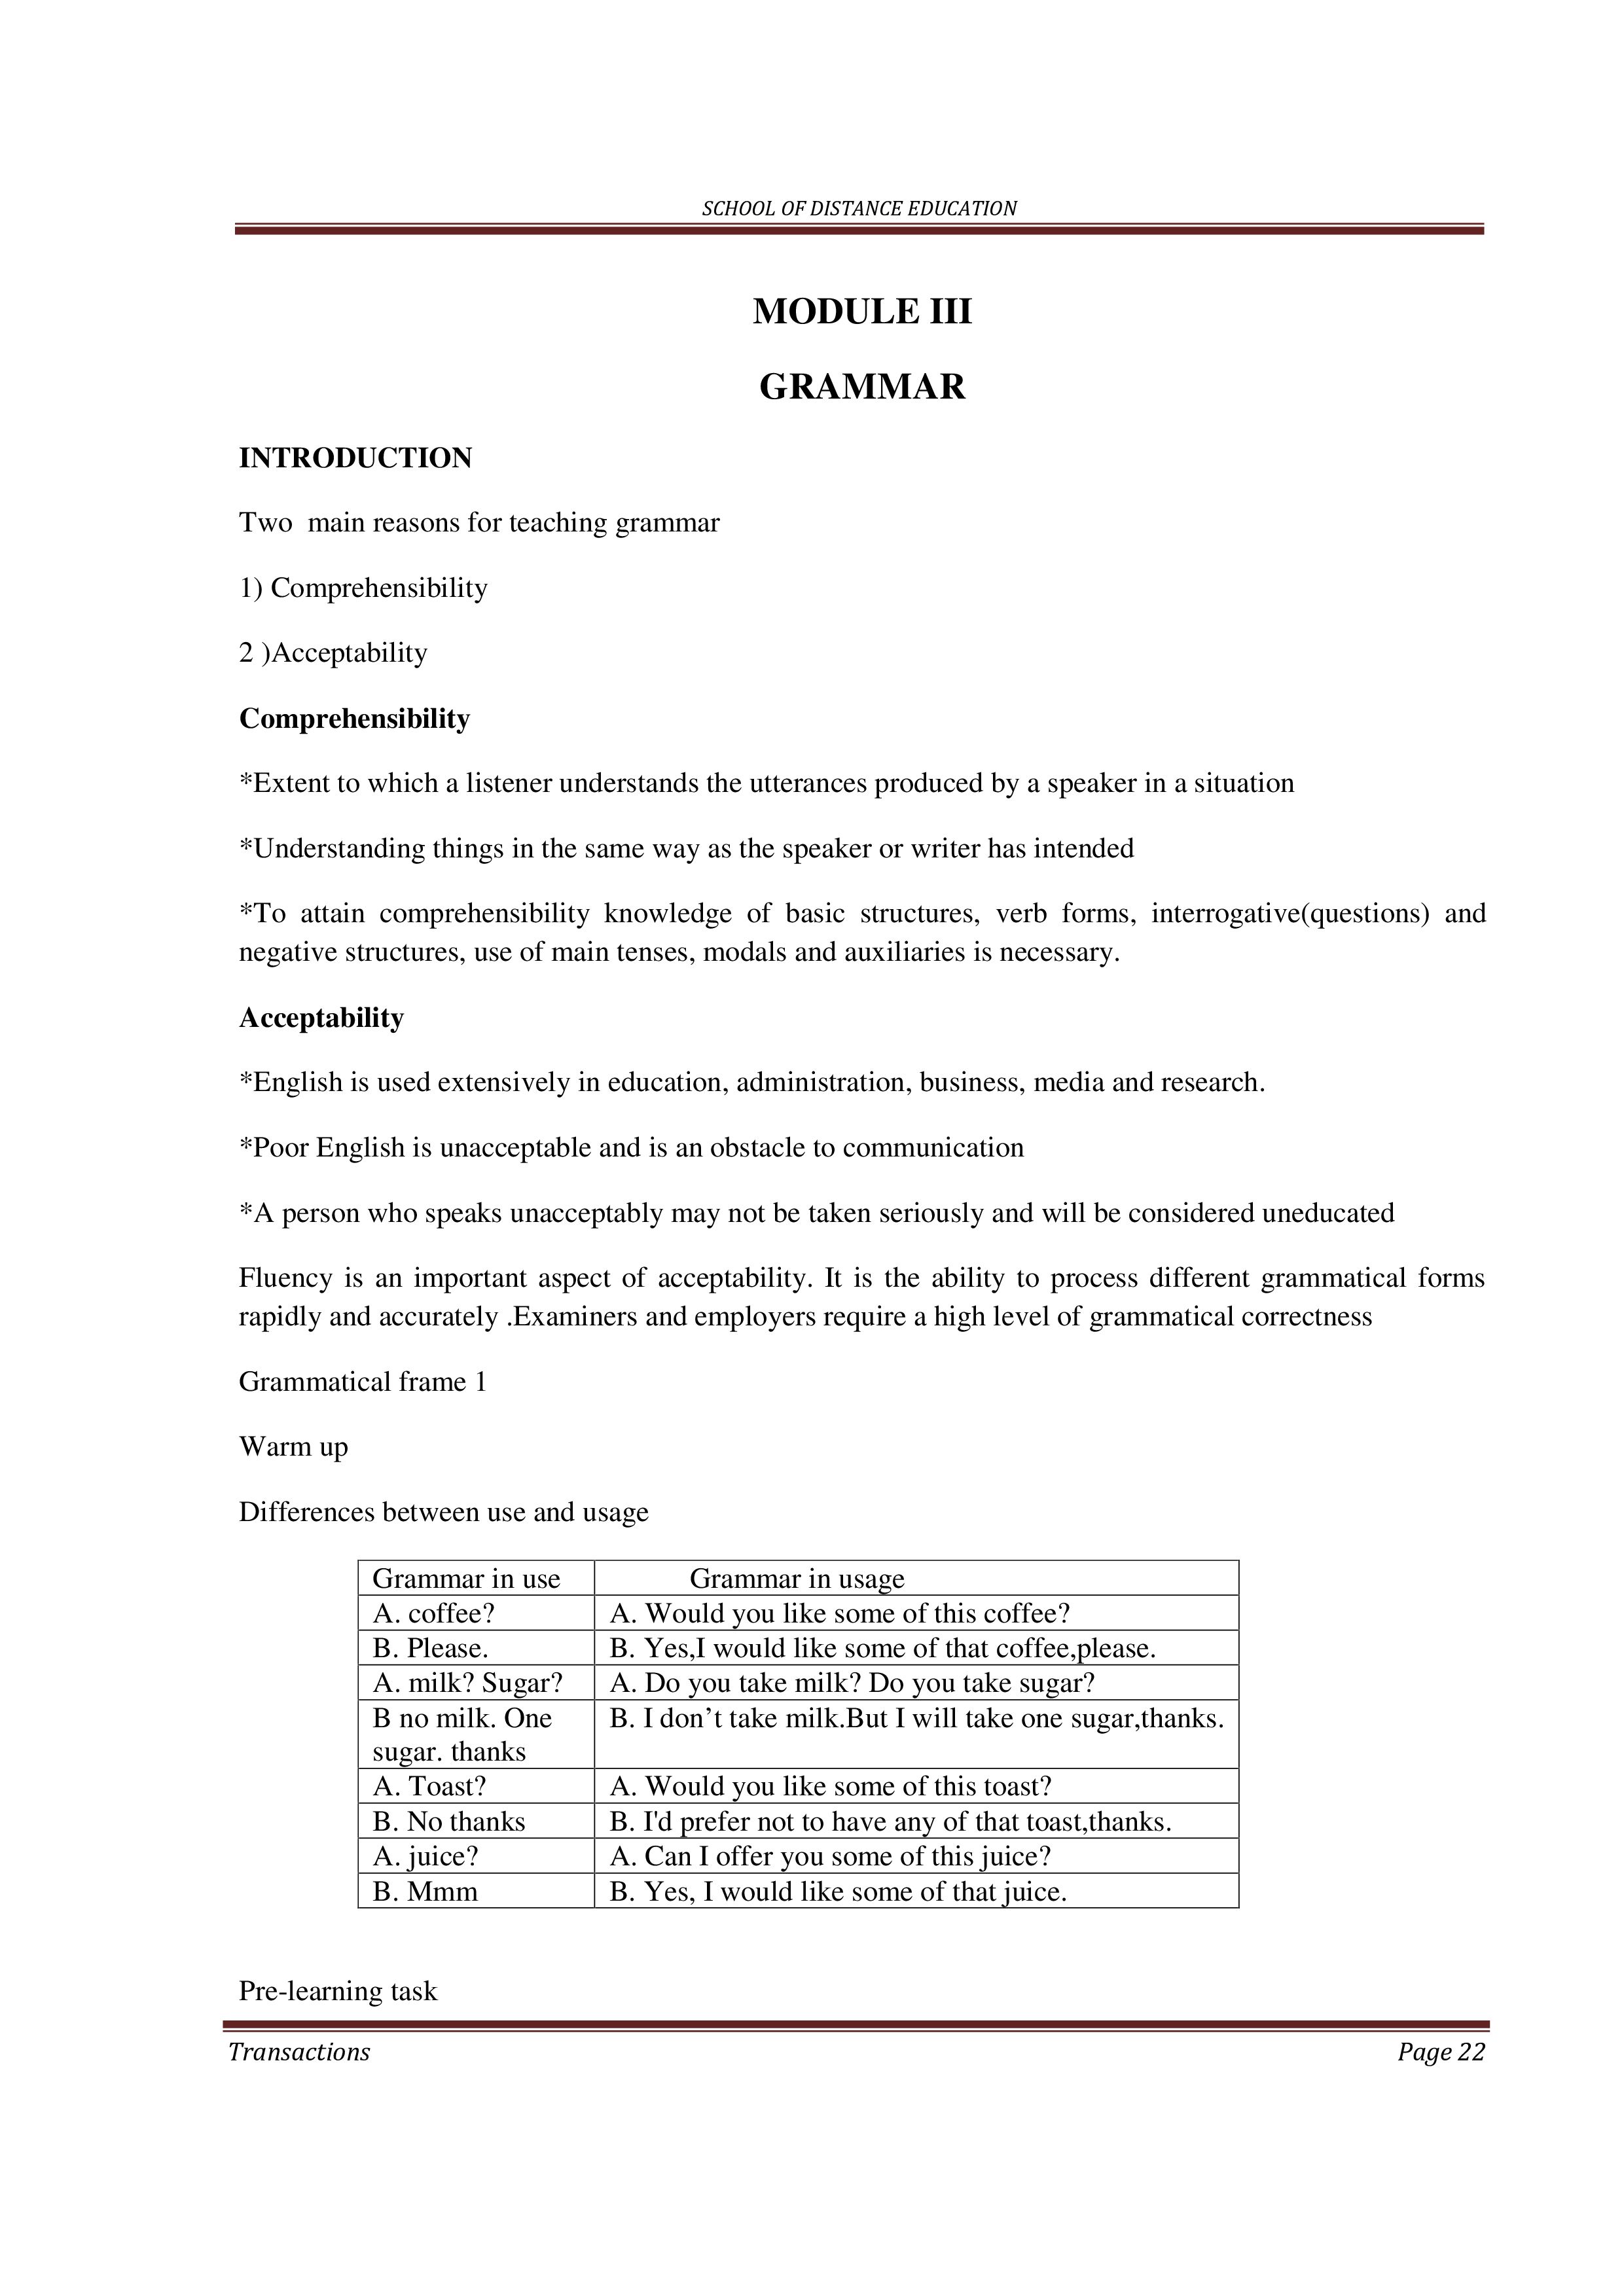 SCHOOL OF DISTANCE EDUCATION
MODULE III
GRAMMAR
INTRODUCTION
Two  main reasons for teaching grammar
1) Comprehensibility
2 )Acceptability
Comprehensibility
*Extent to which a listener understands the utterances produced by a speaker in a situation
*Understanding things in the same way as the speaker or writer has intended
*To attain comprehensibility knowledge of basic structures, verb forms, interrogative(questions) and
negative structures, use of main tenses, modals and auxiliaries is necessary.
Acceptability
*English is used extensively in education, administration, business, media and research.
*Poor English is unacceptable and is an obstacle to communication
*A person who speaks unacceptably may not be taken seriously and will be considered uneducated
Fluency is an important aspect of acceptability. It is the ability to process different grammatical forms
rapidly and accurately .Examiners and employers require a high level of grammatical correctness
Grammatical frame 1
Warm up
Differences between use and usage
Grammar in use Grammar in usage
A. coffee? A. Would you like some of this coffee?
B. Please. B. Yes,I would like some of that coffee,please.
A. milk? Sugar? A. Do you take milk? Do you take sugar?
B no milk. One B. I don’t take milk.But I will take one sugar,thanks.
sugar. thanks
A. Toast? A. Would you like some of this toast?
B. No thanks B. I'd prefer not to have any of that toast,thanks.
A. juice? A. Can I offer you some of this juice?
B. Mmm B. Yes, I would like some of that juice.
Pre-learning task
Transactions Page 22